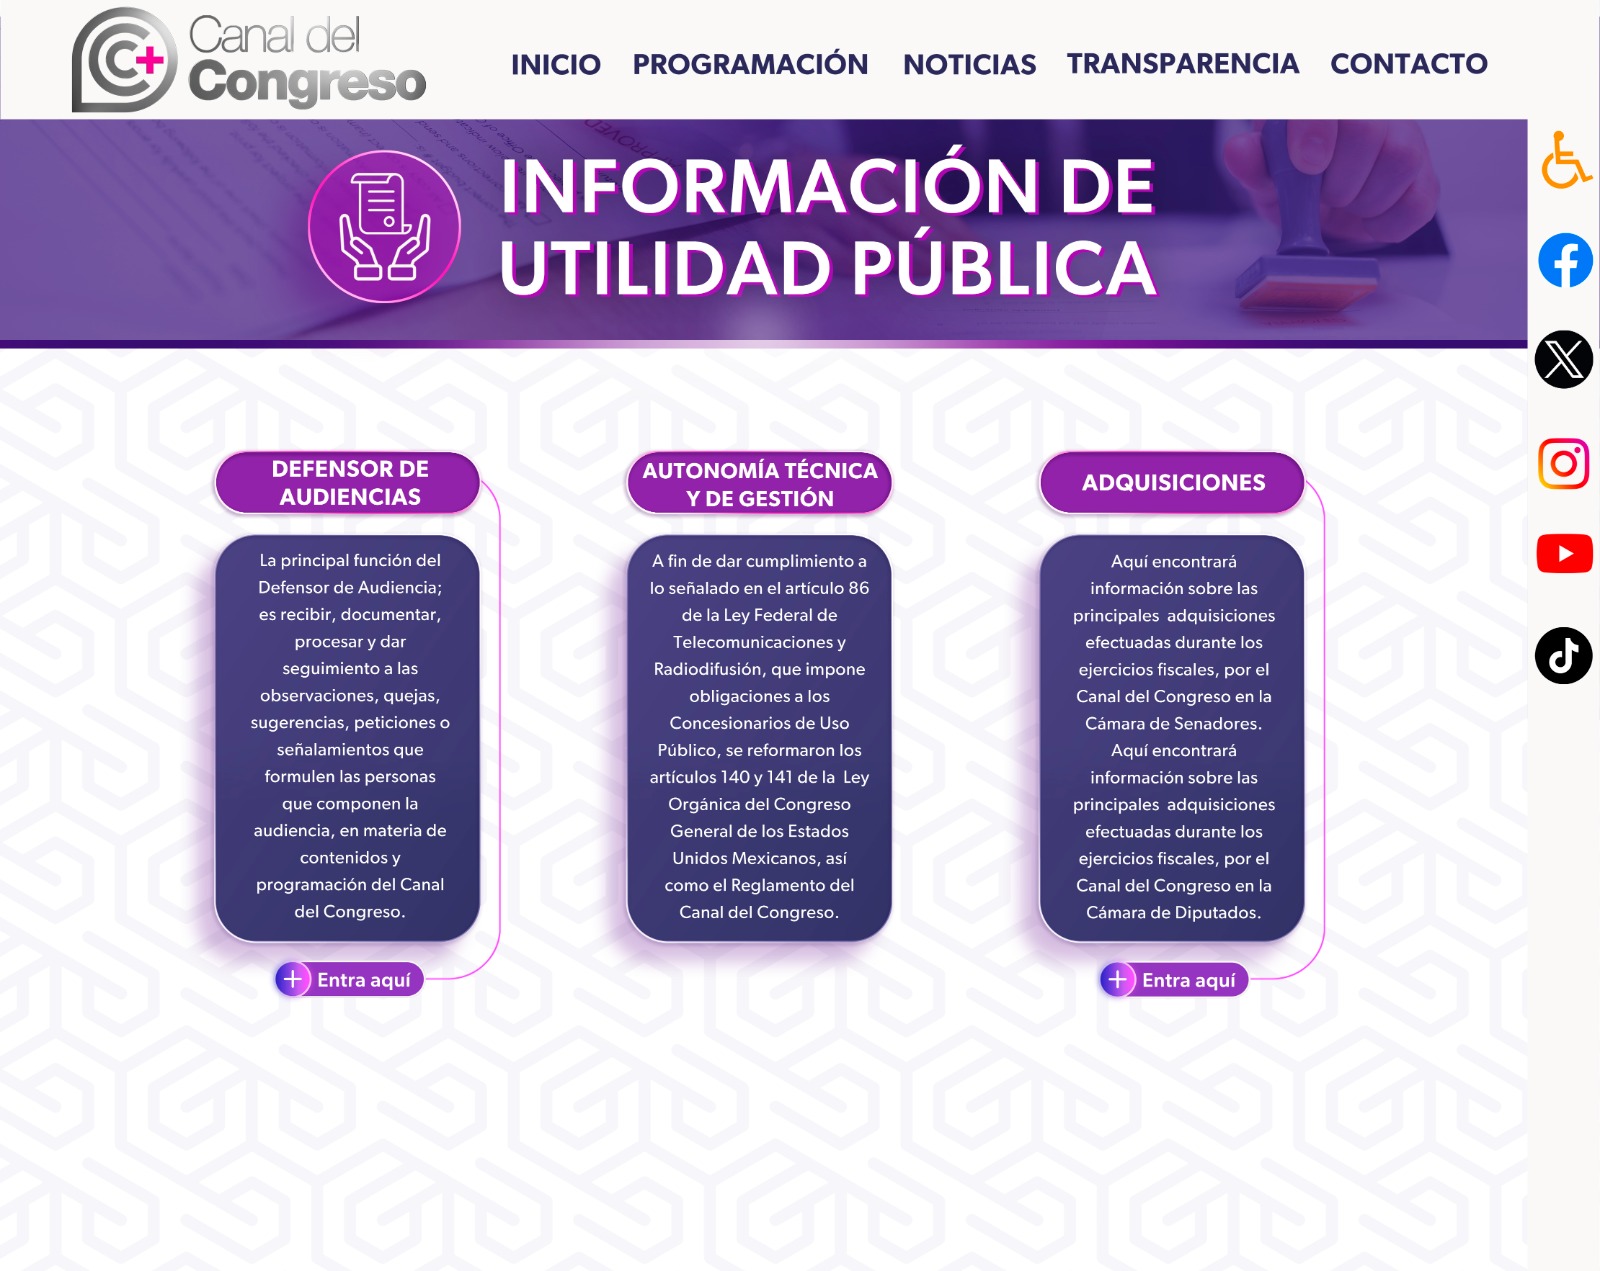 Canal del
Congreso
INICIO
PROGRAMACIÓN
NOTICIAS
TRANSPARENCIA
CONTACTO
APPROVED
INFORMACIÓN DE
UTILIDAD PÚBLICA
DEFENSOR DE
AUDIENCIAS
La principal función del
Defensor de Audiencia;
es recibir, documentar,
procesar y dar
seguimiento a las
observaciones, quejas,
sugerencias, peticiones o
señalamientos que
formulen las personas
que componen la
audiencia, en materia de
contenidos y
programación del Canal
del Congreso.
Entra aquí
AUTONOMÍA TÉCNICA
Y DE GESTIÓN
A fin de dar cumplimiento a
lo señalado en el artículo 86
de la Ley Federal de
Telecomunicaciones y
Radiodifusión, que impone
obligaciones a los
Concesionarios de Uso
Público, se reformaron los
artículos 140 y 141 de la  Ley
Orgánica del Congreso
General de los Estados
Unidos Mexicanos, así
como el Reglamento del
Canal del Congreso.
ADQUISICIONES
Aquí encontrará
información sobre las
principales  adquisiciones
efectuadas durante los
ejercicios fiscales, por el
Canal del Congreso en la
Cámara de Senadores.
Aquí encontrará
información sobre las
principales  adquisiciones
efectuadas durante los
ejercicios fiscales, por el
Canal del Congreso en la
Cámara de Diputados.
Entra aquí